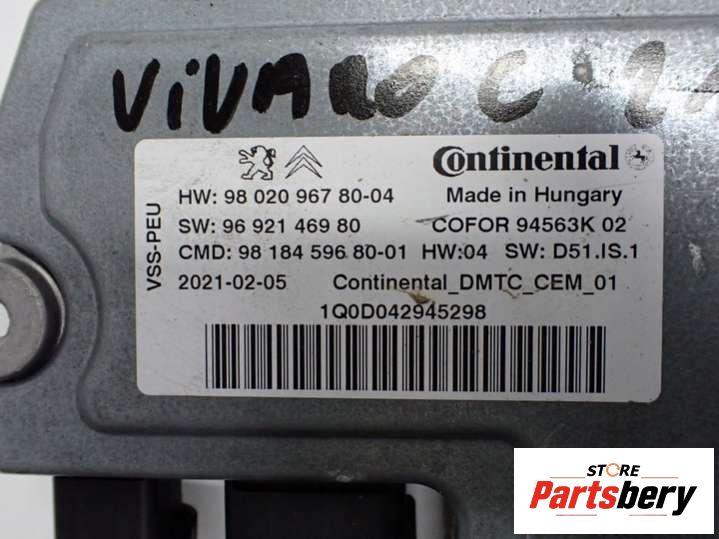 VIVARO C
Continental
HW: 98 020 967 80-04 Made in Hungary
SW: 96 921 469 80 COFOR 94563K 02
CMD: 98 184 596 80-01 HW:04 SW: D51.IS.1
2021-02-05 Continental_DMTC_CEM_01
1Q0D042945298
VSS-PEU
STORE
Partsbery